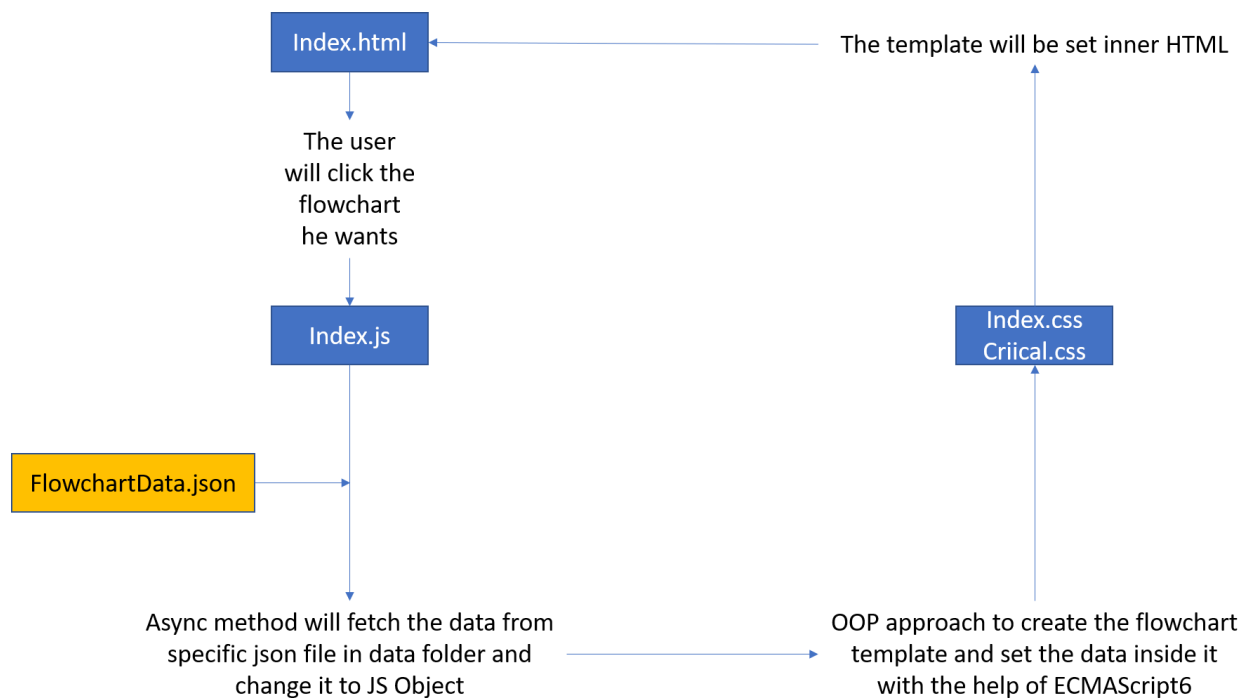 Index.html
The template will be set inner HTML
The user
will click the
flowchart
he wants
Index.js
Index.css
Criical.css
FlowchartData.json
Async method will fetch the data from
specific json file in data folder and
change it to JS Object
OOP approach to create the flowchart
template and set the data inside it
with the help of ECMAScript6